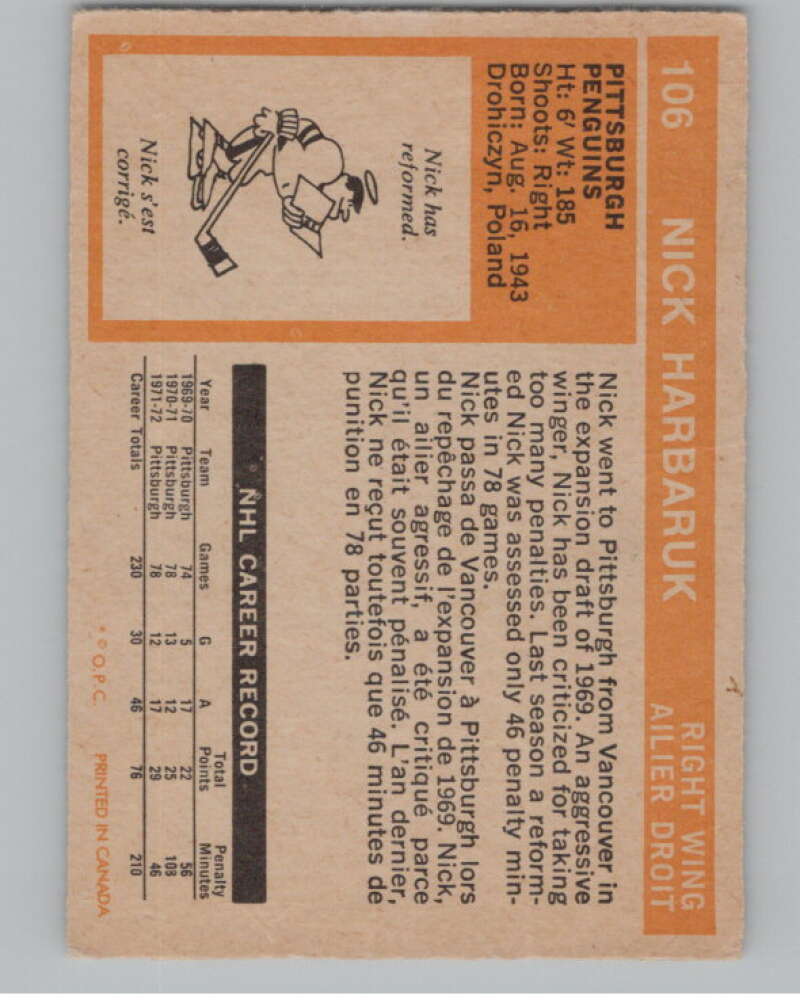 106 NICK HARBARUK
RIGHT WING
AILIER DROIT
PITTSBURGH
PENGUINS
Ht: 6' Wt: 185
Shoots: Right
Born: Aug. 16, 1943
Drohiczyn, Poland
Nick has
reformed.
Nick s'est
corrigé.
Nick went to Pittsburgh from Vancouver in
the expansion draft of 1969. An aggressive
winger, Nick has been criticized for taking
too many penalties. Last season a reform-
ed Nick was assessed only 46 penalty min-
utes in 78 games.
Nick passa de Vancouver à Pittsburgh lors
du repêchage de l'expansion de 1969. Nick,
un ailier agressif, a été critiqué parce
qu'il était souvent pénalisé. L'an dernier,
Nick ne reçut toutefois que 46 minutes de
punition en 78 parties.
NHL CAREER RECORD
Year Team Games G A Total Points Penalty Minutes
1969-70 Pittsburgh 74 5 17 22 56
1970-71 Pittsburgh 78 13 12 25 108
1971-72 Pittsburgh 78 12 17 29 46
Career Totals 230 30 46 76 210
* © O.P.C. PRINTED IN CANADA